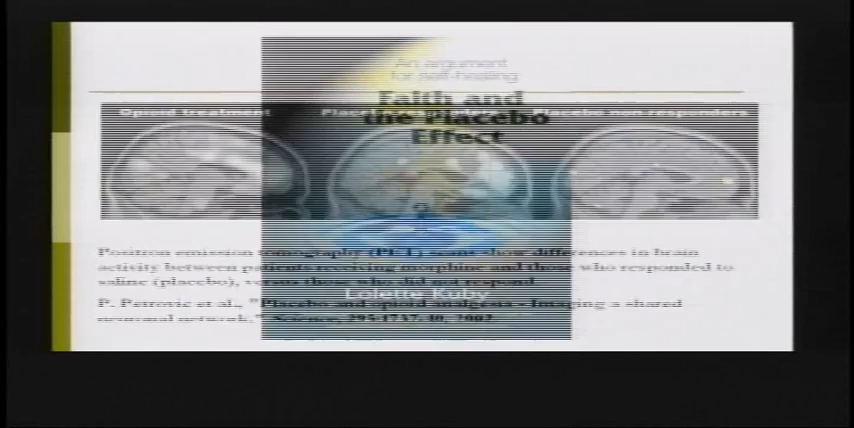 An argument
for self-healing
Faith and
the Placebo
Effect
Opioid treatment
Placebo non responders
Positron emission tomography (PET) scans show differences in brain
activity between patients receiving morphine and those who responded to
saline (placebo), versus those who did not respond
Lolette Kuby
P. Petrovic et al., "Placebo and opioid analgesia - Imaging a shared
neuronal network," Science, 295:1737-40, 2002.